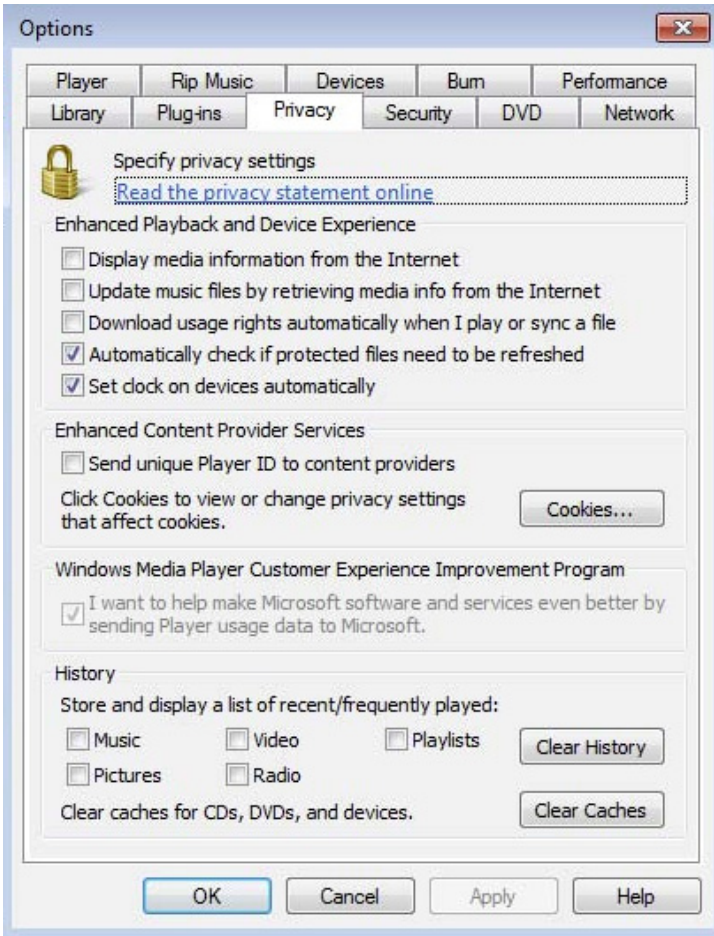 Options
Player Rip Music Devices Burn Performance
Library Plug-ins Privacy Security DVD Network
Specify privacy settings
Read the privacy statement online
Enhanced Playback and Device Experience
Display media information from the Internet
Update music files by retrieving media info from the Internet
Download usage rights automatically when I play or sync a file
Automatically check if protected files need to be refreshed
Set clock on devices automatically
Enhanced Content Provider Services
Send unique Player ID to content providers
Click Cookies to view or change privacy settings
that affect cookies.
Cookies...
Windows Media Player Customer Experience Improvement Program
I want to help make Microsoft software and services even better by
sending Player usage data to Microsoft.
History
Store and display a list of recent/frequently played:
Music Video Playlists Clear History
Pictures Radio
Clear caches for CDs, DVDs, and devices. Clear Caches
OK Cancel Apply Help